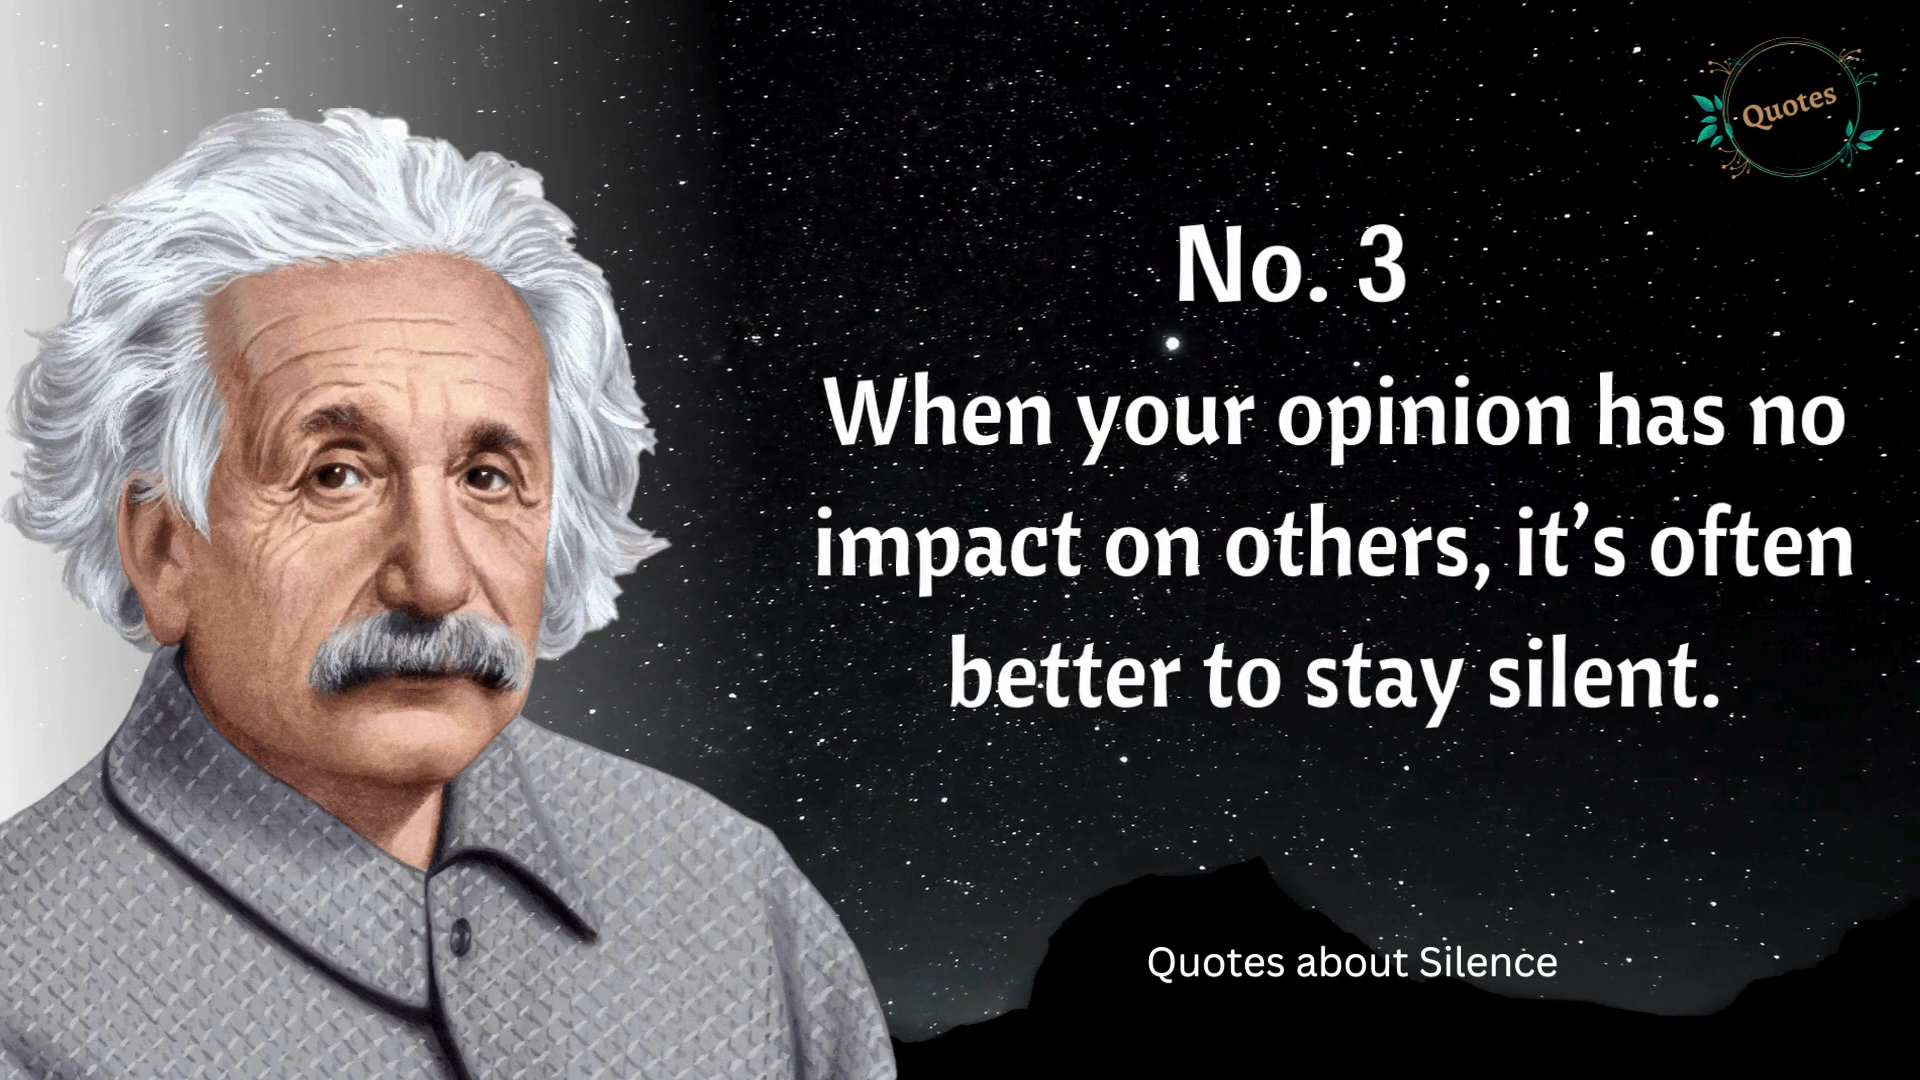 Quotes
No. 3
When your opinion has no
impact on others, it’s often
better to stay silent.
Quotes about Silence